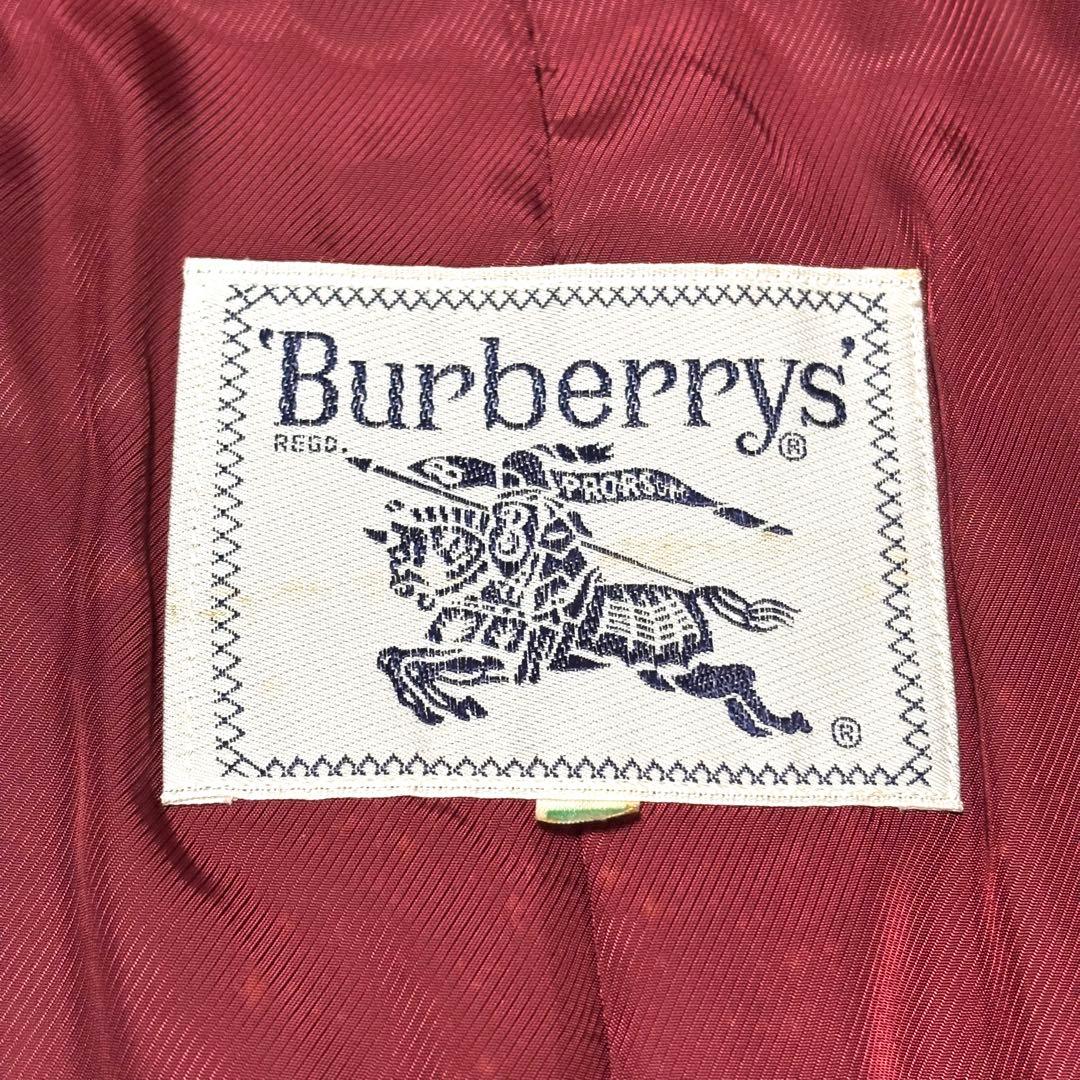 'Burberrys'
REGD. ®
B PRORSUM
B
®